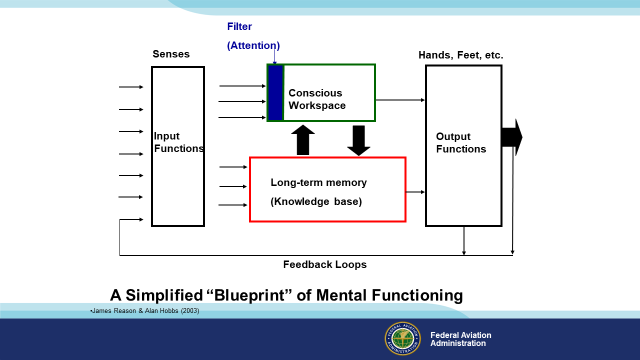 Filter
(Attention)
Senses
Hands, Feet, etc.
Conscious
Workspace
Input
Functions
Output
Functions
Long-term memory
(Knowledge base)
Feedback Loops
A Simplified “Blueprint” of Mental Functioning
•James Reason & Alan Hobbs (2003)
Federal Aviation
Administration